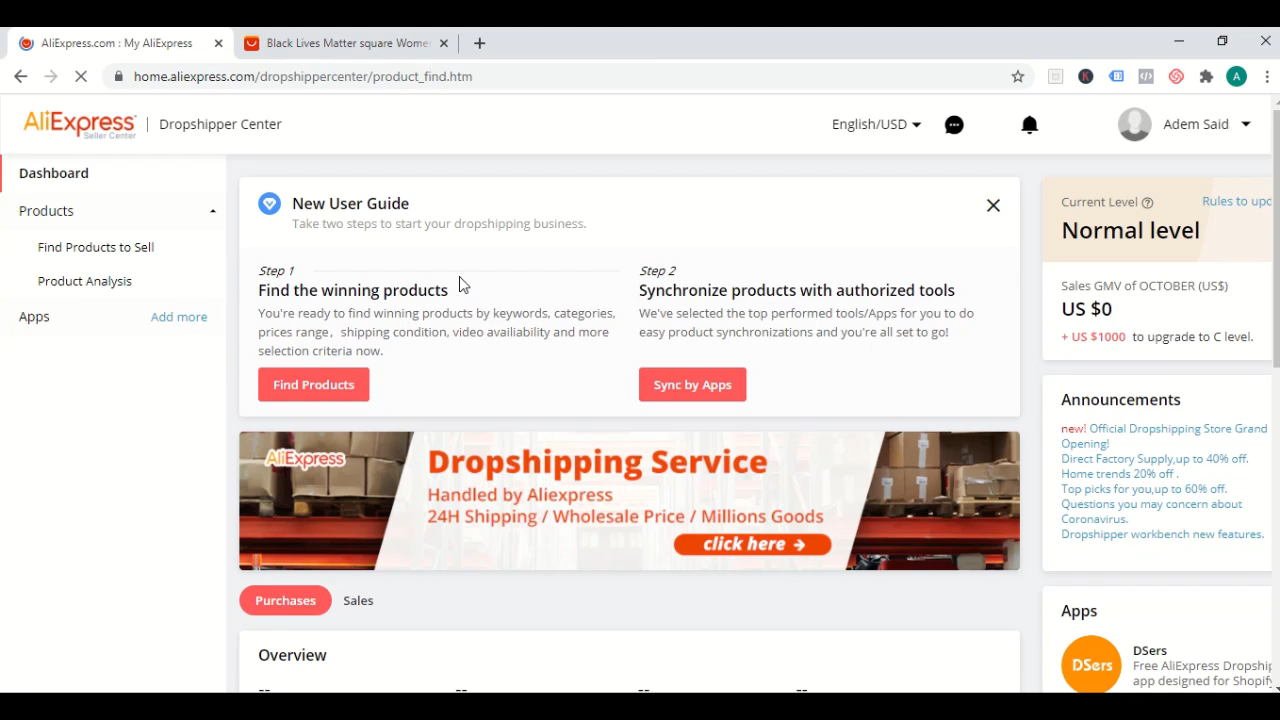 AliExpress.com : My AliExpress
Black Lives Matter square Wome
home.aliexpress.com/dropshippercenter/product_find.htm
K
A
AliExpress
Seller Center
Dropshipper Center
English/USD
Adem Said
Dashboard
Products
Find Products to Sell
Product Analysis
Apps
Add more
New User Guide
Take two steps to start your dropshipping business.
Step 1
Find the winning products
You're ready to find winning products by keywords, categories,
prices range, shipping condition, video availiability and more
selection criteria now.
Find Products
Step 2
Synchronize products with authorized tools
We've selected the top performed tools/Apps for you to do
easy product synchronizations and you're all set to go!
Sync by Apps
AliExpress
Dropshipping Service
Handled by Aliexpress
24H Shipping / Wholesale Price / Millions Goods
click here →
Purchases
Sales
Overview
Current Level
Rules to upc
Normal level
Sales GMV of OCTOBER (US$)
US $0
+ US $1000 to upgrade to C level.
Announcements
new! Official Dropshipping Store Grand
Opening!
Direct Factory Supply,up to 40% off.
Home trends 20% off .
Top picks for you,up to 60% off.
Questions you may concern about
Coronavirus.
Dropshipper workbench new features.
Apps
DSers
DSers
Free AliExpress Dropship
app designed for Shopify